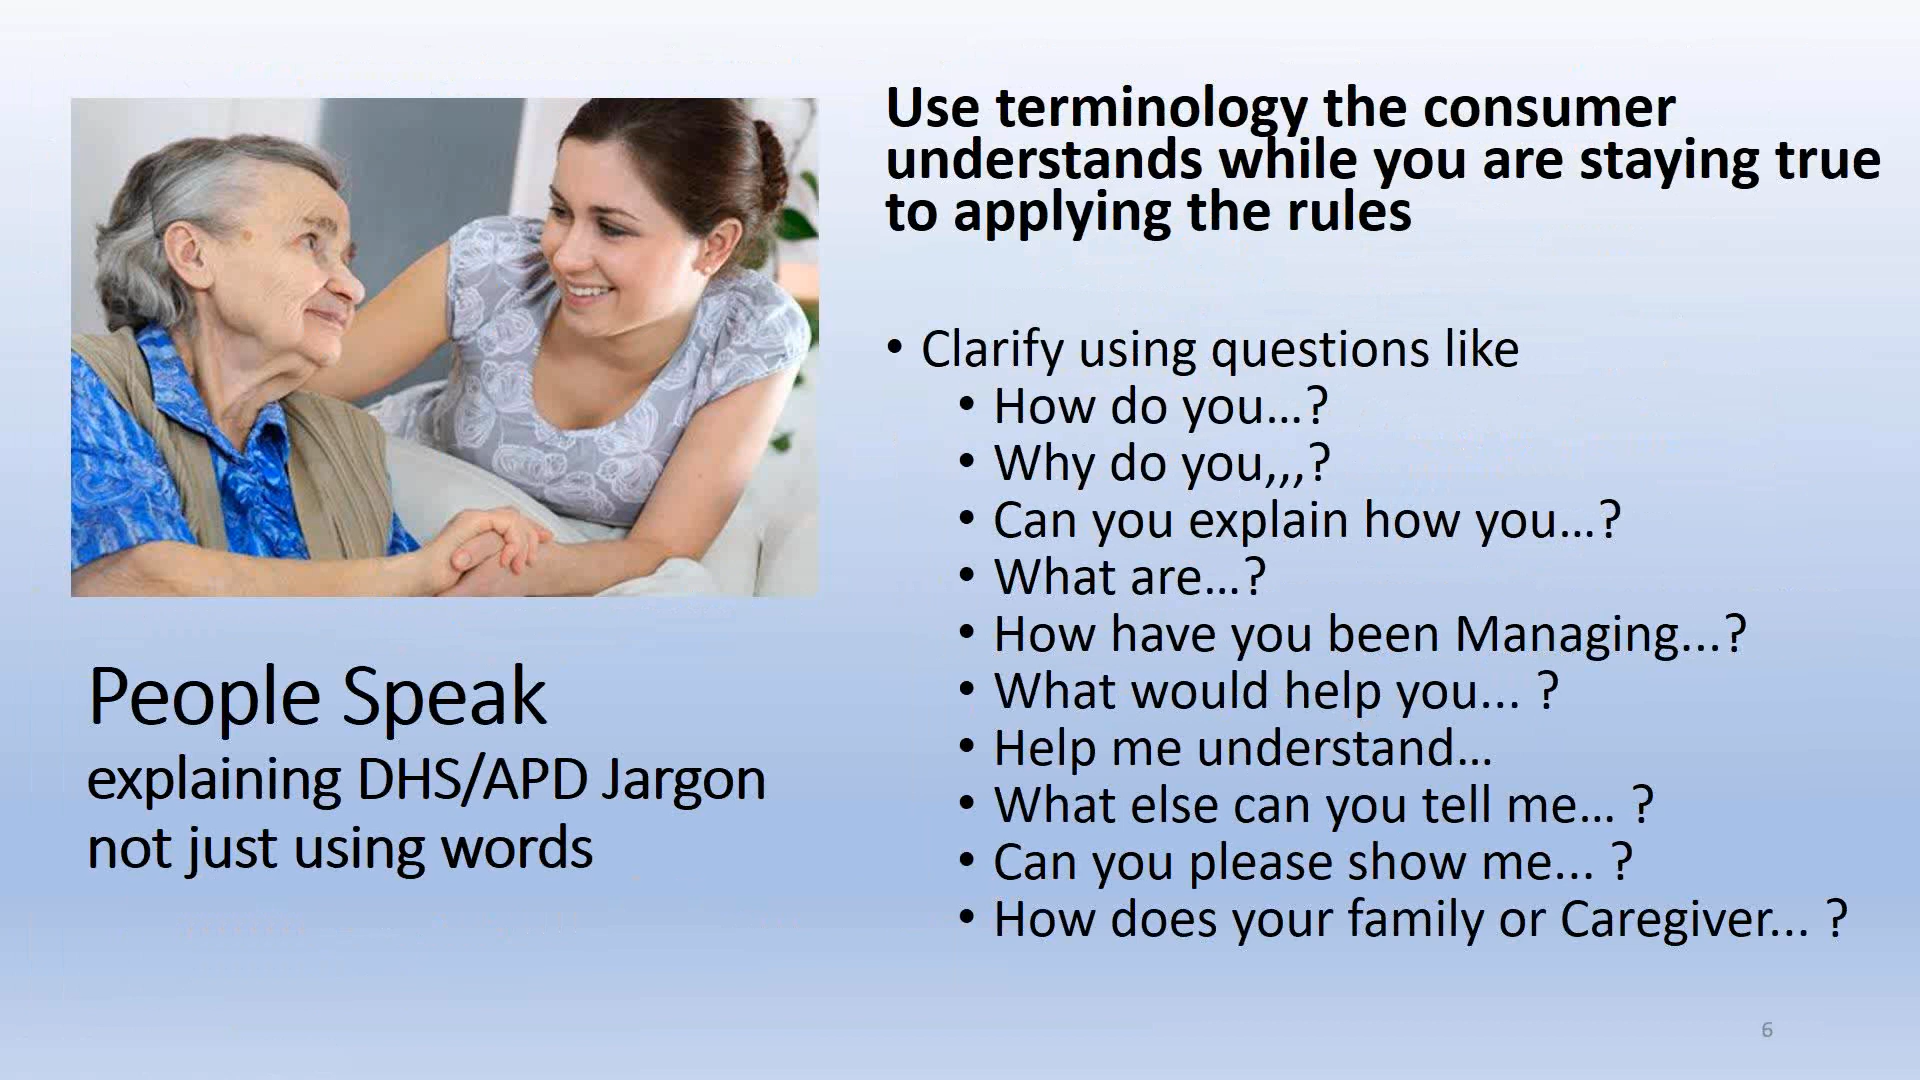 Use terminology the consumer
understands while you are staying true
to applying the rules
• Clarify using questions like
• How do you...?
• Why do you,,,?
• Can you explain how you...?
• What are...?
• How have you been Managing...?
• What would help you... ?
• Help me understand...
• What else can you tell me... ?
• Can you please show me... ?
• How does your family or Caregiver... ?
People Speak
explaining DHS/APD Jargon
not just using words
6